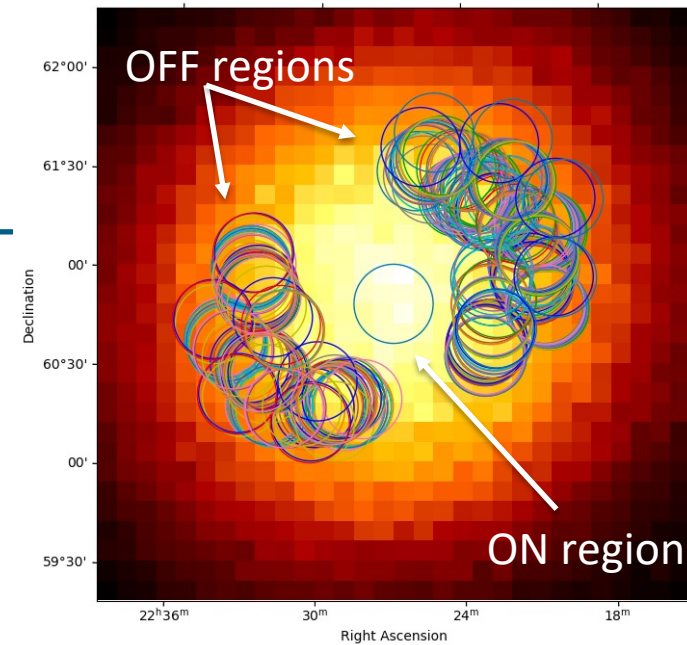 OFF regions
62°00'
61°30'
00'
60°30'
00'
59°30'
Declination
ON region
22ʰ36ᵐ
30ᵐ
24ᵐ
18ᵐ
Right Ascension